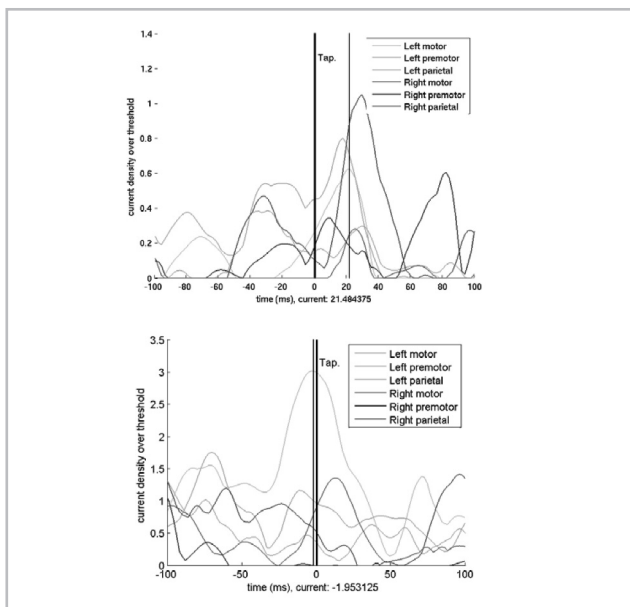 1.4
1.2
1
0.8
0.6
0.4
0.2
0
current density over threshold
Tap.
Left motor
Left premotor
Left parietal
Right motor
Right premotor
Right parietal
-100 -80 -60 -40 -20 0 20 40 60 80 100
time (ms), current: 21.484375
3.5
3
2.5
2
1.5
1
0.5
0
current density over threshold
Tap.
Left motor
Left premotor
Left parietal
Right motor
Right premotor
Right parietal
-100 -50 0 50 100
time (ms), current: -1.953125